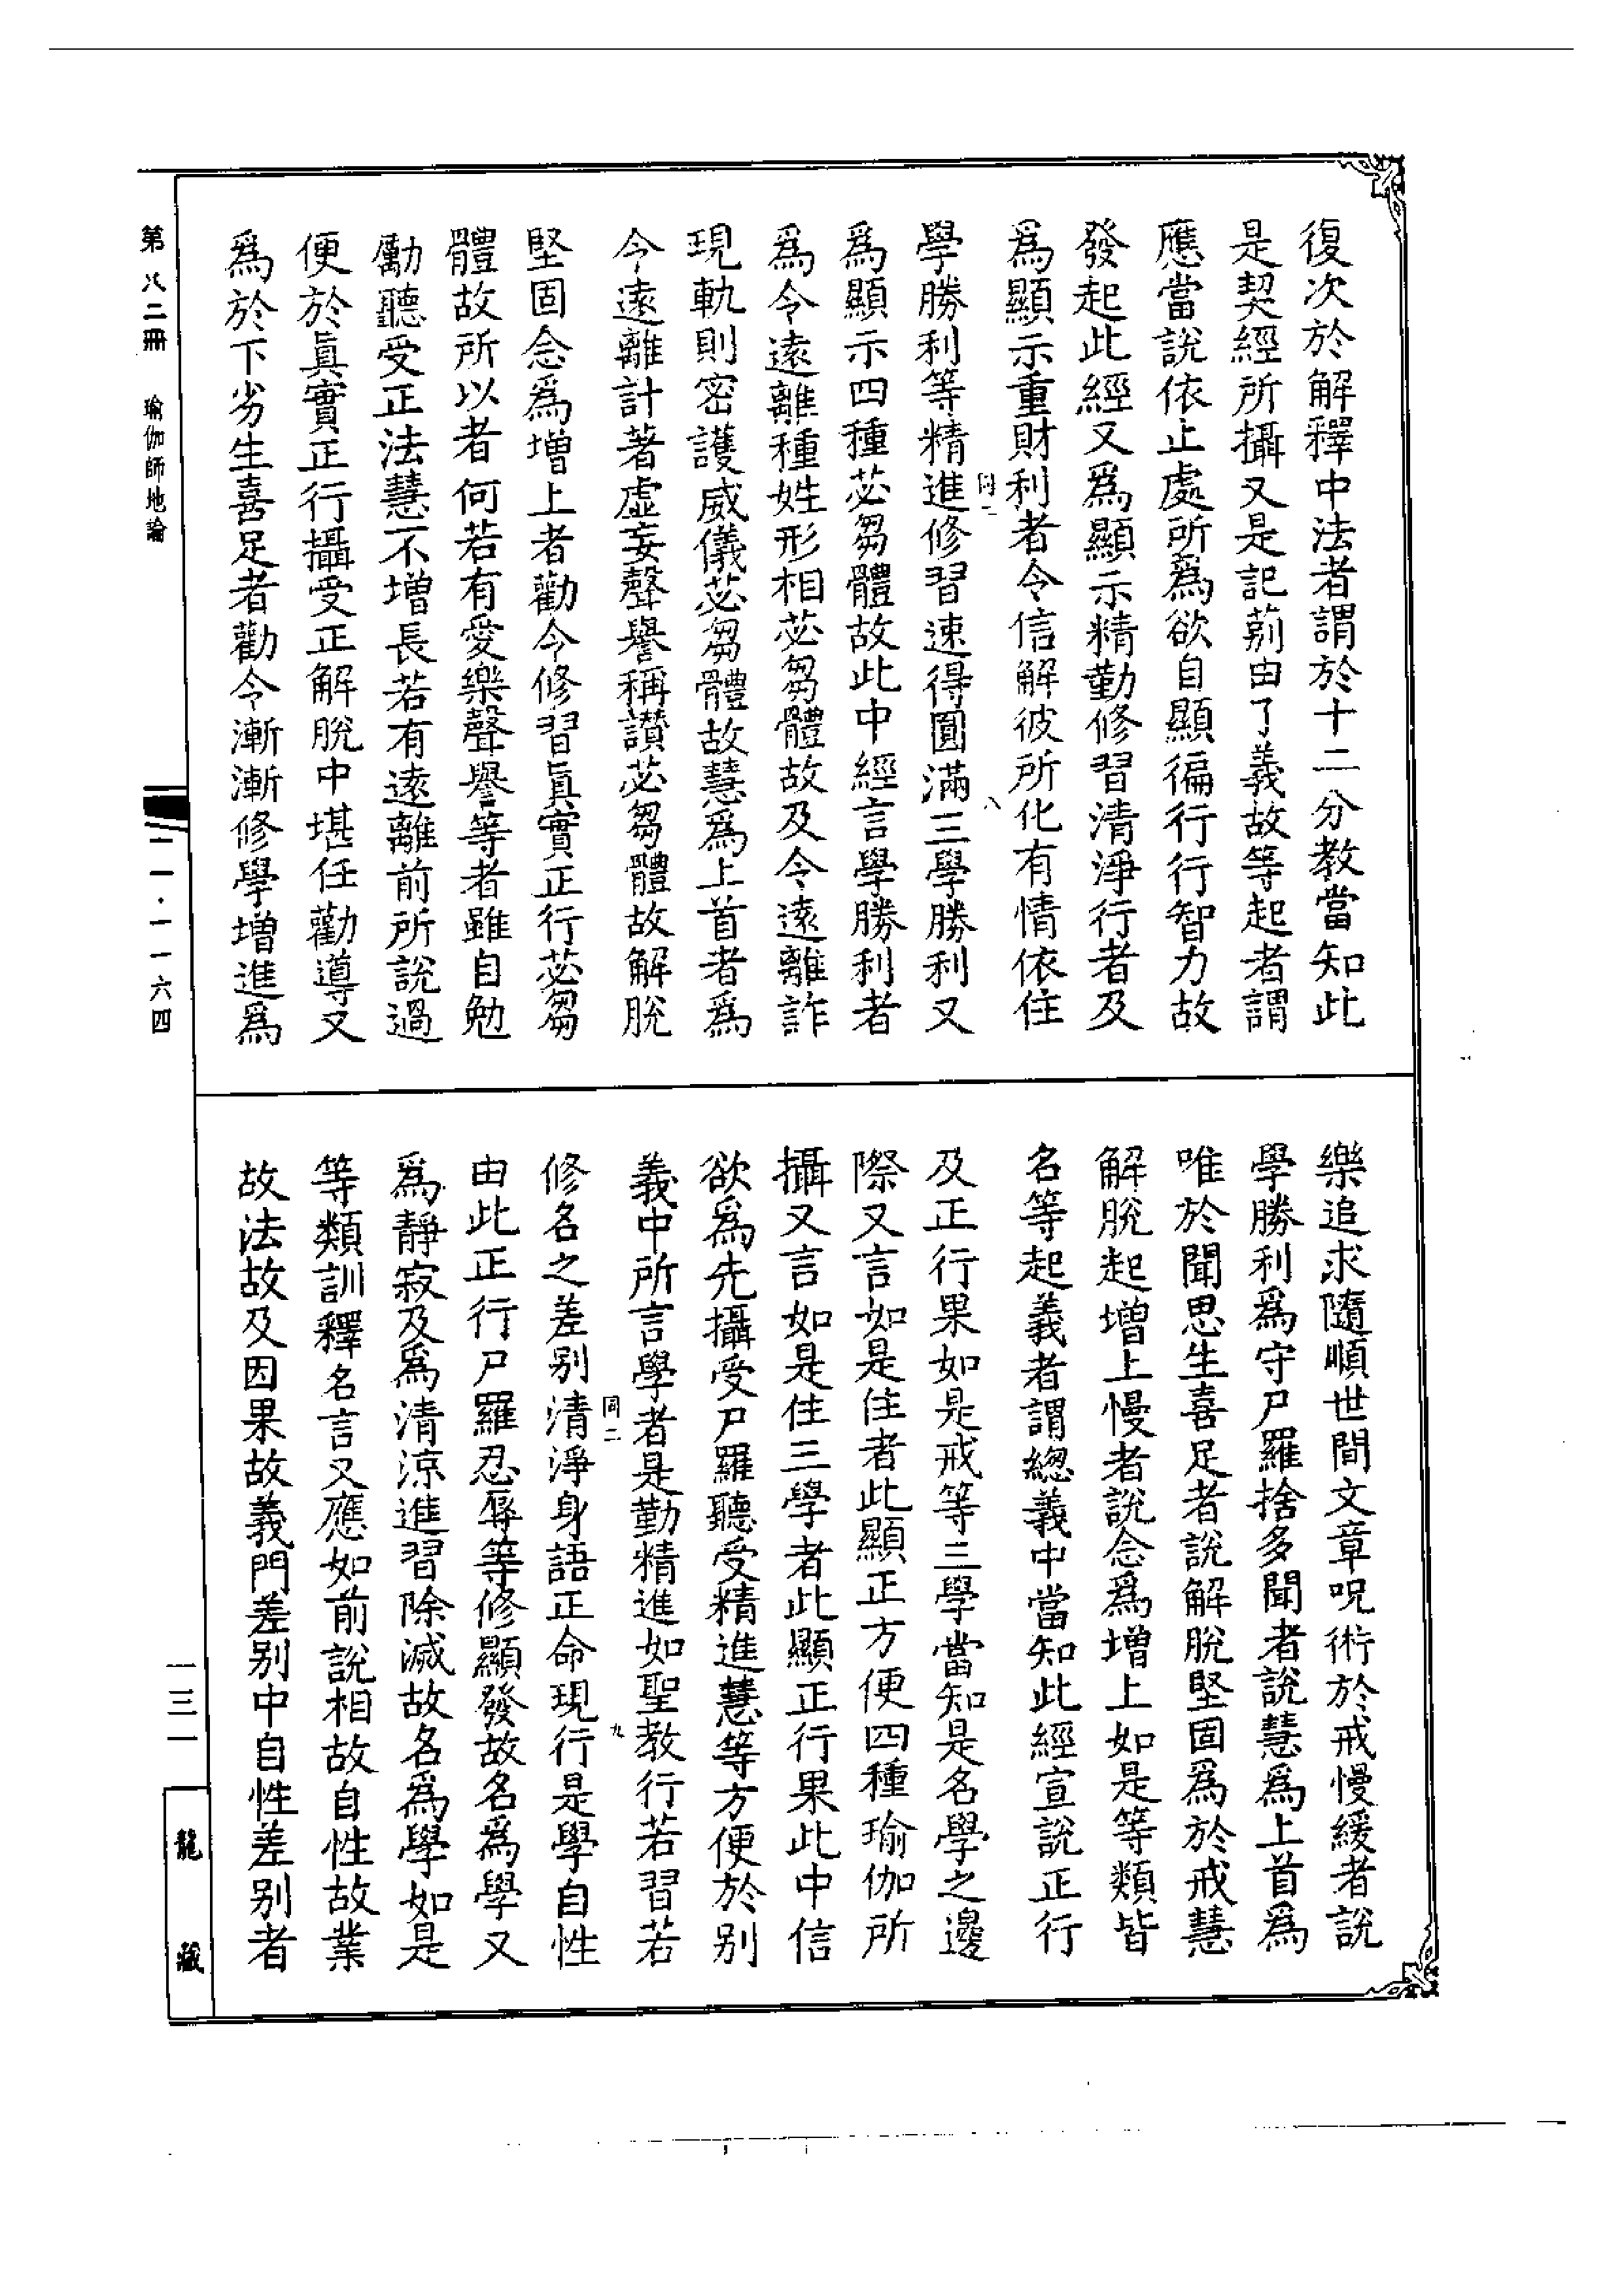 復次於解釋中法者謂於十二分教當知此
是契經所攝又是記莂由了義故等起者謂
應當說依止處所爲欲自顯徧行行智力故
發起此經又爲顯示精勤修習清淨行者及
爲顯示重財利者令信解彼所化有情依住
學勝利等精進修習速得圓滿三學勝利又
爲顯示四種苾芻體故此中經言學勝利者
爲令遠離種姓形相苾芻體故及令遠離詐
現軌則密護威儀苾芻體故慧爲上首者爲
令遠離計著虛妄聲譽稱讚苾芻體故解脫
堅固念爲增上者勸令修習眞實正行苾芻
體故所以者何若有愛樂聲譽等者雖自勉
勵聽受正法慧不增長若有遠離前所說過
便於眞實正行攝受正解脫中堪任勸導又
爲於下劣生喜足者勸令漸漸修學增進爲
樂追求隨順世間文章呪術於戒慢緩者說
學勝利爲守尸羅捨多聞者說慧爲上首爲
唯於聞思生喜足者說解脫堅固爲於戒慧
解脫起增上慢者說念爲增上如是等類皆
名等起義者謂總義中當知此經宣說正行
及正行果如是戒等三學當知是名學之邊
際又言如是住者此顯正方便四種瑜伽所
攝又言如是住三學者此顯正行果此中信
欲爲先攝受尸羅聽受精進慧等方便於別
義中所言學者是勤精進如聖教行若習若
修名之差別清淨身語正命現行是學自性
由此正行尸羅忍辱等修顯發故名爲學又
爲靜寂及爲清涼進習除滅故名爲學如是
等類訓釋名言又應如前說相故自性故業
故法故及因果故義門差別中自性差別者
同二
八
同二
九
第八二冊 瑜伽師地論
一一·一一六四
一三一
龍藏